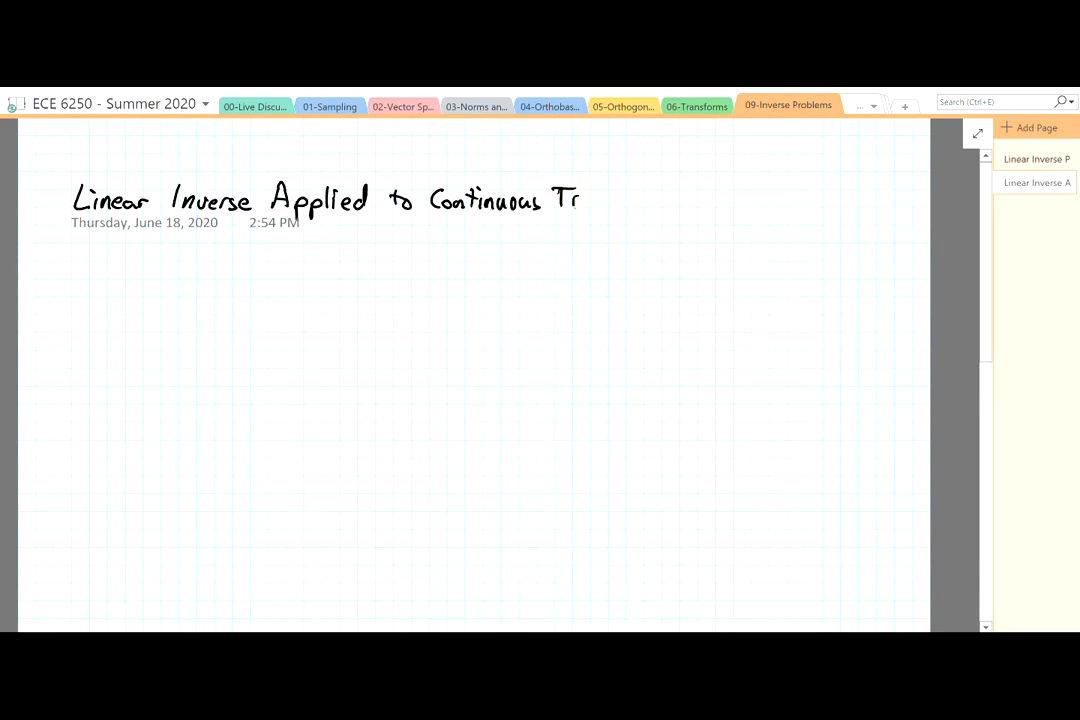 ECE 6250 - Summer 2020
00-Live Discu... 01-Sampling 02-Vector Sp... 03-Norms an... 04-Orthobas... 05-Orthogon... 06-Transforms 09-Inverse Problems ... Search (Ctrl+E)
Add Page
Linear Inverse P
Linear Inverse A
Linear Inverse Applied to Continuous Tr
Thursday, June 18, 2020 2:54 PM